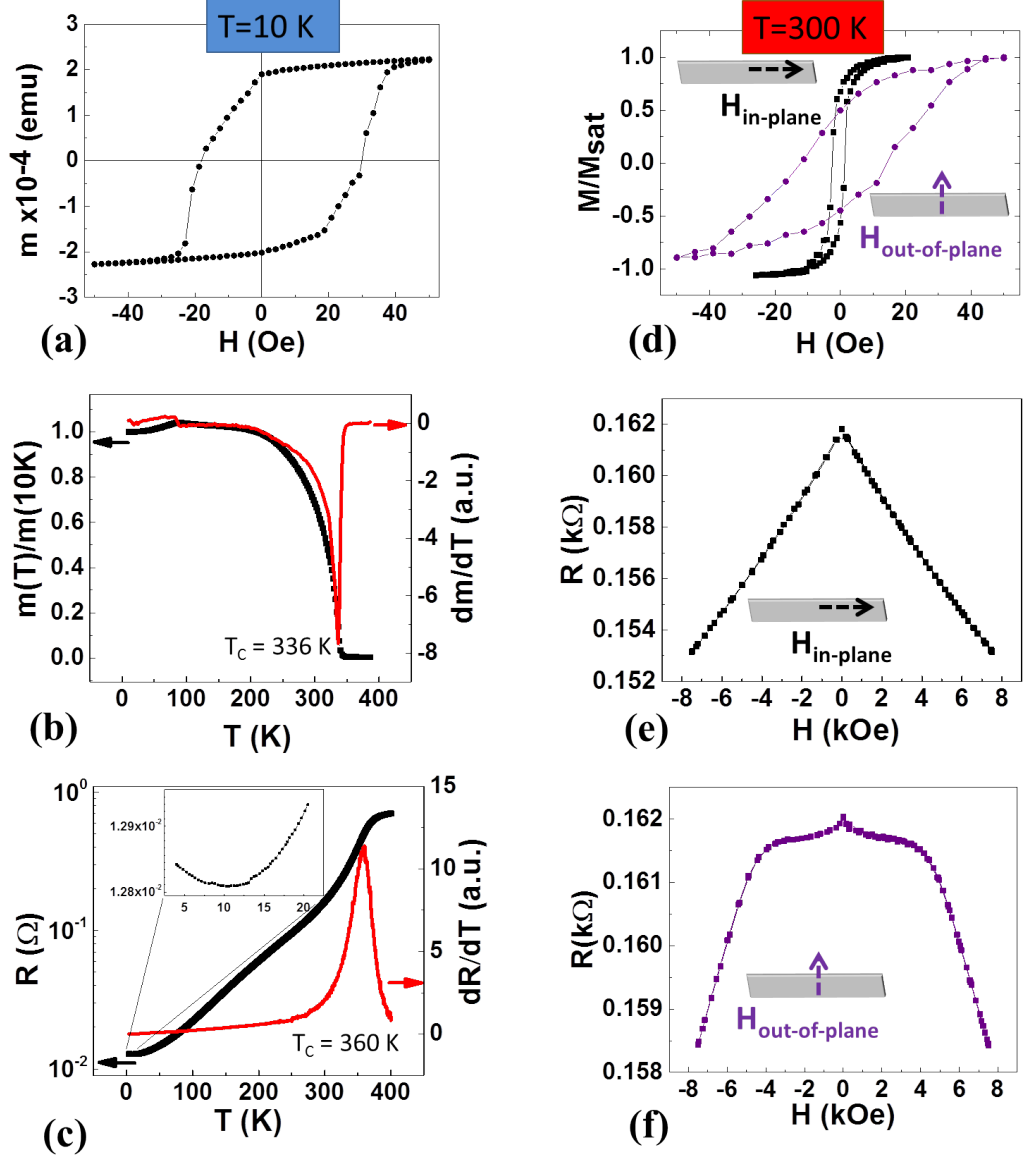 T=10 K
3
2
1
0
-1
-2
-3
m x10-4 (emu)
-40 -20 0 20 40
H (Oe)
(a)
T=300 K
1.0
0.5
0.0
-0.5
-1.0
M/Msat
Hin-plane
Hout-of-plane
-40 -20 0 20 40
H (Oe)
(d)
1.0
0.8
0.6
0.4
0.2
0.0
m(T)/m(10K)
0
-2
-4
-6
-8
dm/dT (a.u.)
TC = 336 K
0 100 200 300 400
T (K)
(b)
0.162
0.160
0.158
0.156
0.154
0.152
R (kΩ)
Hin-plane
-8 -6 -4 -2 0 2 4 6 8
H (kOe)
(e)
10^0
10^-1
10^-2
R (Ω)
1.29x10^-2
1.28x10^-2
5 10 15 20
15
10
5
0
dR/dT (a.u.)
TC = 360 K
0 100 200 300 400
T (K)
(c)
0.162
0.161
0.160
0.159
0.158
R(kΩ)
Hout-of-plane
-8 -6 -4 -2 0 2 4 6 8
H (kOe)
(f)